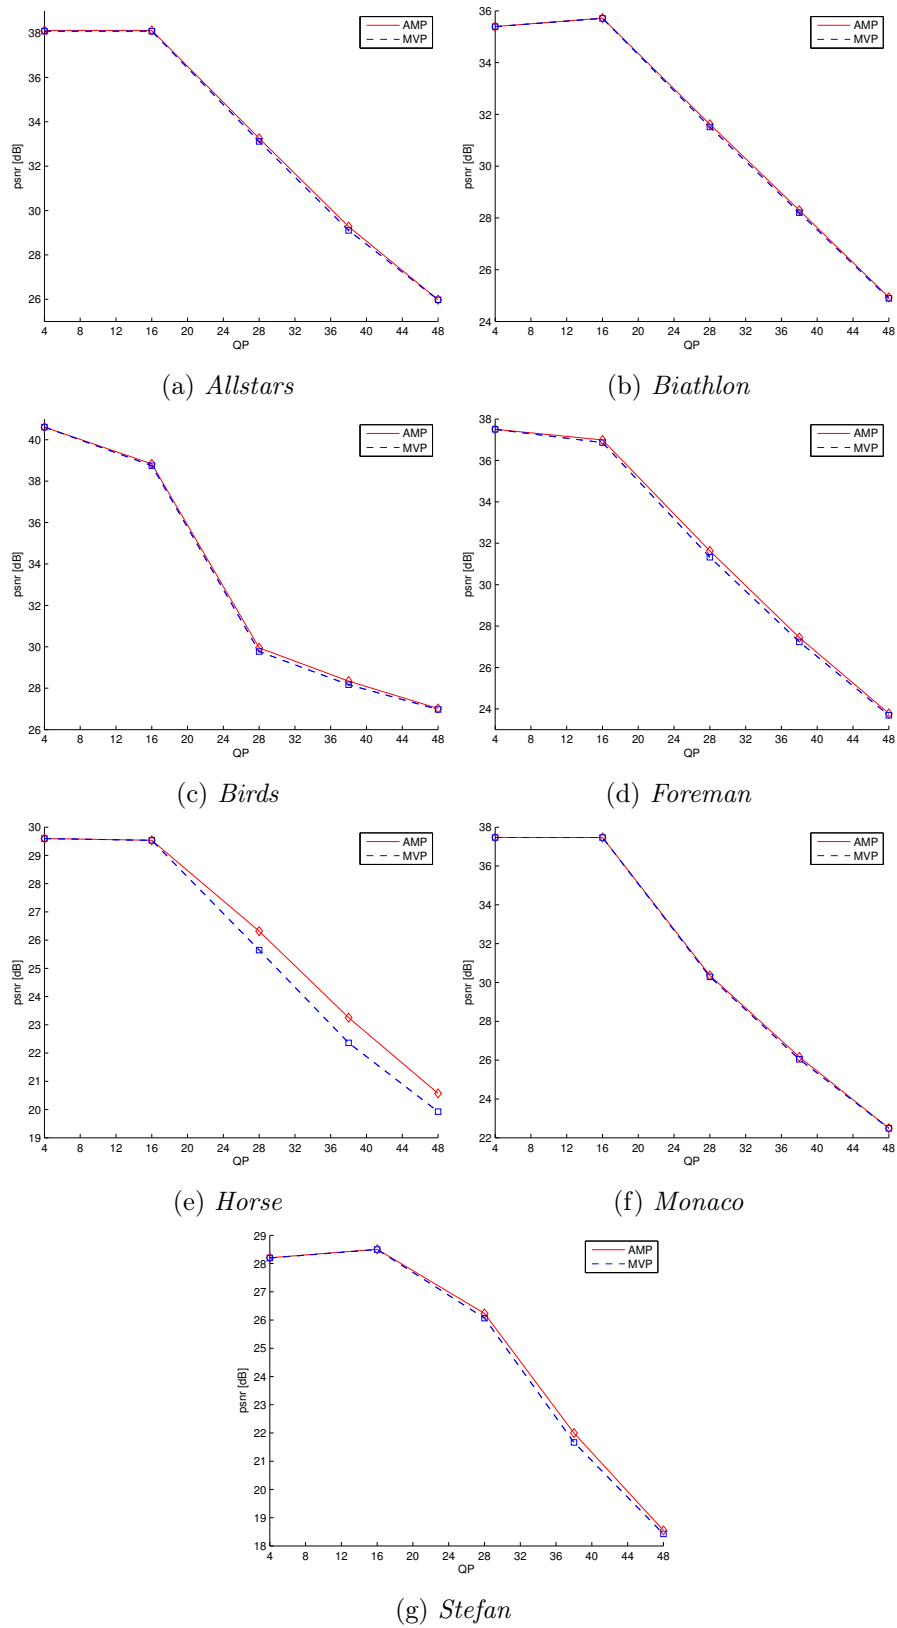 AMP
MVP
psnr [dB]
38
36
34
32
30
28
26
4 8 12 16 20 24 28 32 36 40 44 48
QP
(a) Allstars
AMP
MVP
psnr [dB]
36
34
32
30
28
26
24
4 8 12 16 20 24 28 32 36 40 44 48
QP
(b) Biathlon
AMP
MVP
psnr [dB]
40
38
36
34
32
30
28
26
4 8 12 16 20 24 28 32 36 40 44 48
QP
(c) Birds
AMP
MVP
psnr [dB]
38
36
34
32
30
28
26
24
4 8 12 16 20 24 28 32 36 40 44 48
QP
(d) Foreman
AMP
MVP
psnr [dB]
30
29
28
27
26
25
24
23
22
21
20
19
4 8 12 16 20 24 28 32 36 40 44 48
QP
(e) Horse
AMP
MVP
psnr [dB]
38
36
34
32
30
28
26
24
22
4 8 12 16 20 24 28 32 36 40 44 48
QP
(f) Monaco
AMP
MVP
psnr [dB]
29
28
27
26
25
24
23
22
21
20
19
18
4 8 12 16 20 24 28 32 36 40 44 48
QP
(g) Stefan